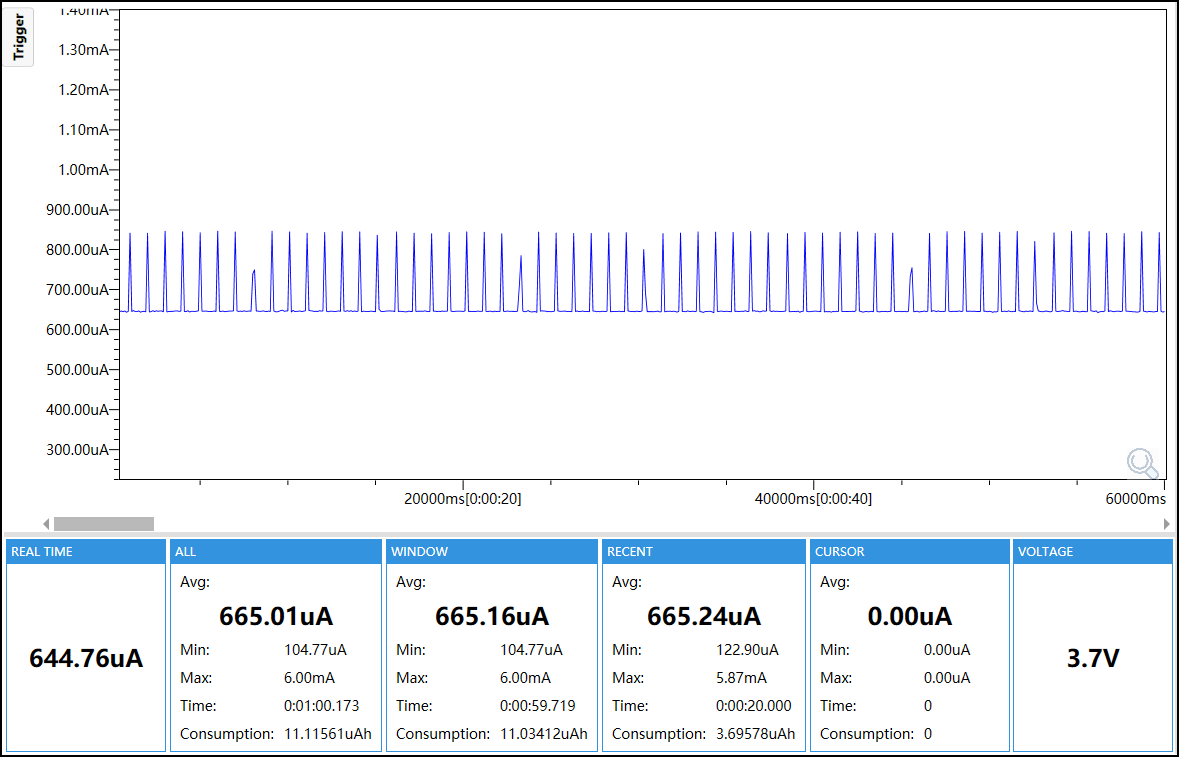 Trigger
1.40mA
1.30mA
1.20mA
1.10mA
1.00mA
900.00uA
800.00uA
700.00uA
600.00uA
500.00uA
400.00uA
300.00uA
20000ms[0:00:20] 40000ms[0:00:40] 60000ms
REAL TIME
644.76uA
ALL
Avg:
665.01uA
Min: 104.77uA
Max: 6.00mA
Time: 0:01:00.173
Consumption: 11.11561uAh
WINDOW
Avg:
665.16uA
Min: 104.77uA
Max: 6.00mA
Time: 0:00:59.719
Consumption: 11.03412uAh
RECENT
Avg:
665.24uA
Min: 122.90uA
Max: 5.87mA
Time: 0:00:20.000
Consumption: 3.69578uAh
CURSOR
Avg:
0.00uA
Min: 0.00uA
Max: 0.00uA
Time: 0
Consumption: 0
VOLTAGE
3.7V